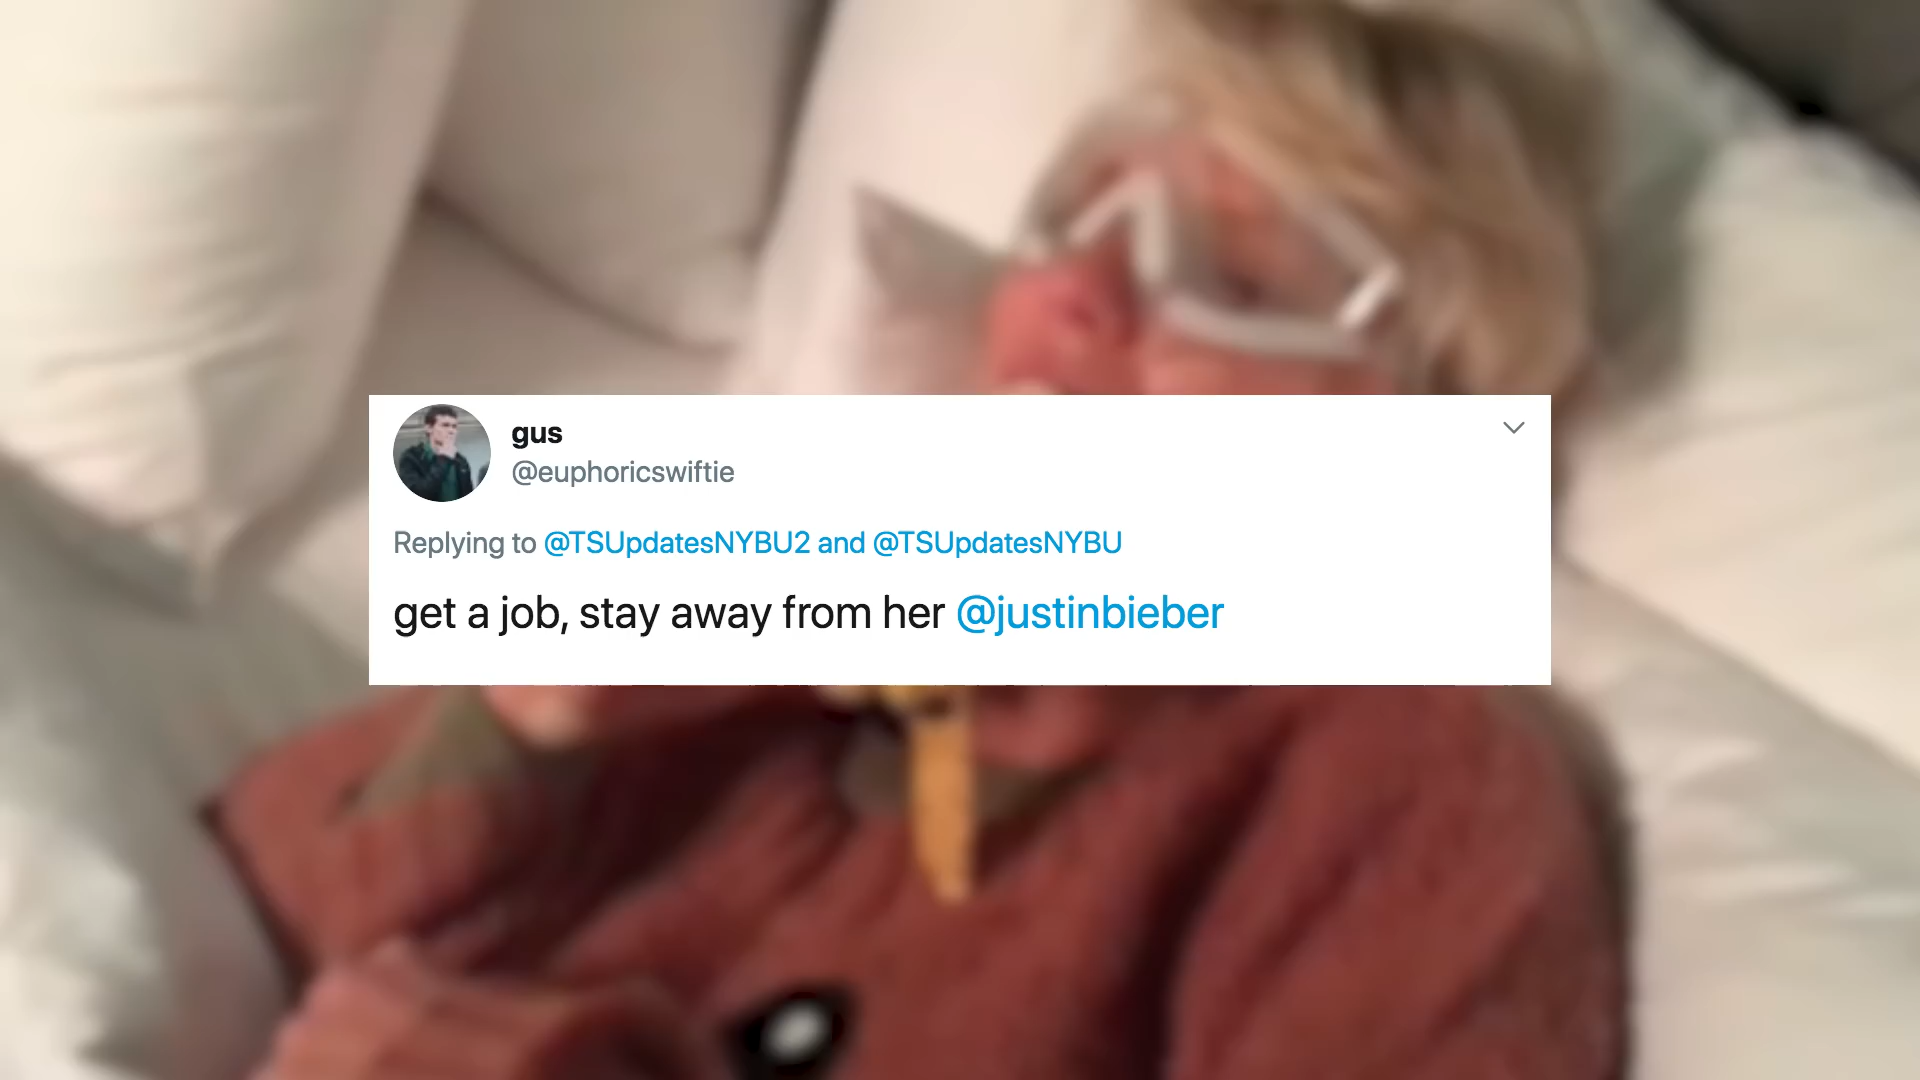 gus
@euphoricswiftie
Replying to @TSUpdatesNYBU2 and @TSUpdatesNYBU
get a job, stay away from her @justinbieber